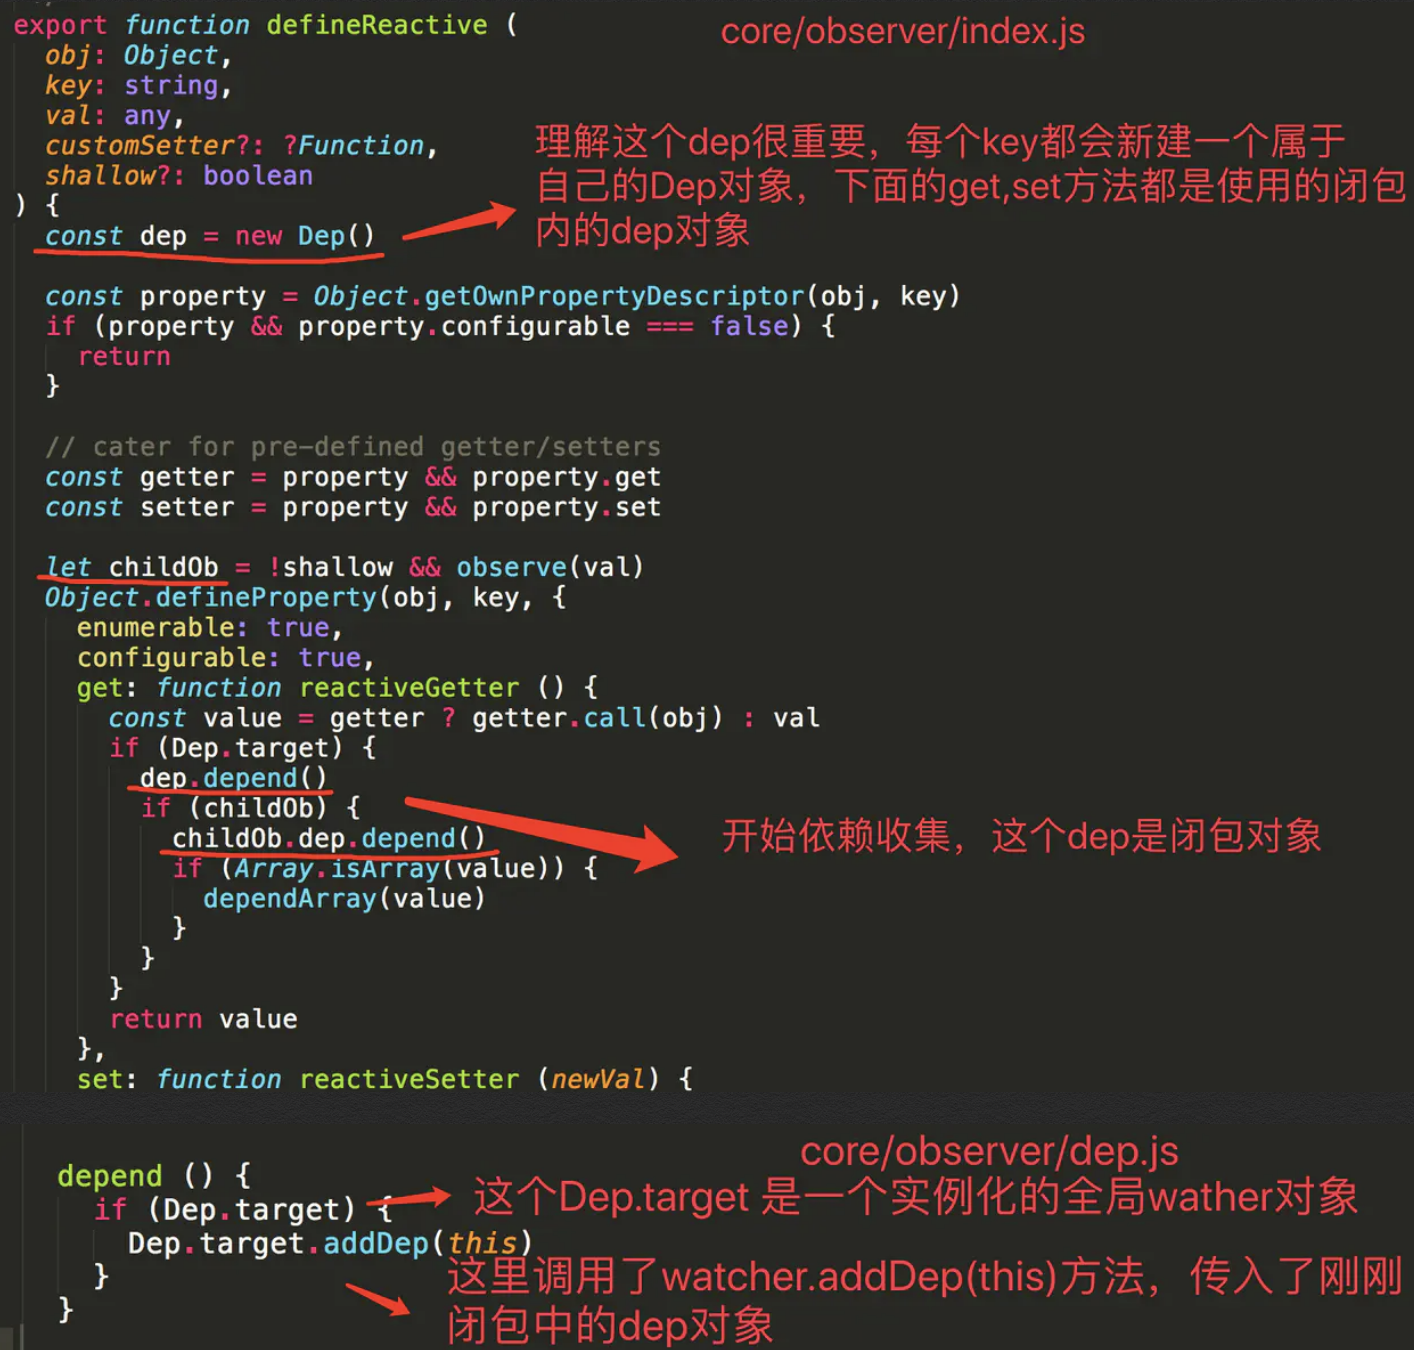 export function defineReactive (
core/observer/index.js
obj: Object,
key: string,
val: any,
customSetter?: ?Function,
shallow?: boolean
) {
const dep = new Dep()
理解这个dep很重要，每个key都会新建一个属于
自己的Dep对象，下面的get,set方法都是使用的闭包
内的dep对象
const property = Object.getOwnPropertyDescriptor(obj, key)
if (property && property.configurable === false) {
return
}
// cater for pre-defined getter/setters
const getter = property && property.get
const setter = property && property.set
let childOb = !shallow && observe(val)
Object.defineProperty(obj, key, {
enumerable: true,
configurable: true,
get: function reactiveGetter () {
const value = getter ? getter.call(obj) : val
if (Dep.target) {
dep.depend()
if (childOb) {
childOb.dep.depend()
开始依赖收集，这个dep是闭包对象
if (Array.isArray(value)) {
dependArray(value)
}
}
}
return value
},
set: function reactiveSetter (newVal) {
core/observer/dep.js
depend () {
if (Dep.target) {
这个Dep.target 是一个实例化的全局wather对象
Dep.target.addDep(this)
}
}
这里调用了watcher.addDep(this)方法，传入了刚刚
闭包中的dep对象